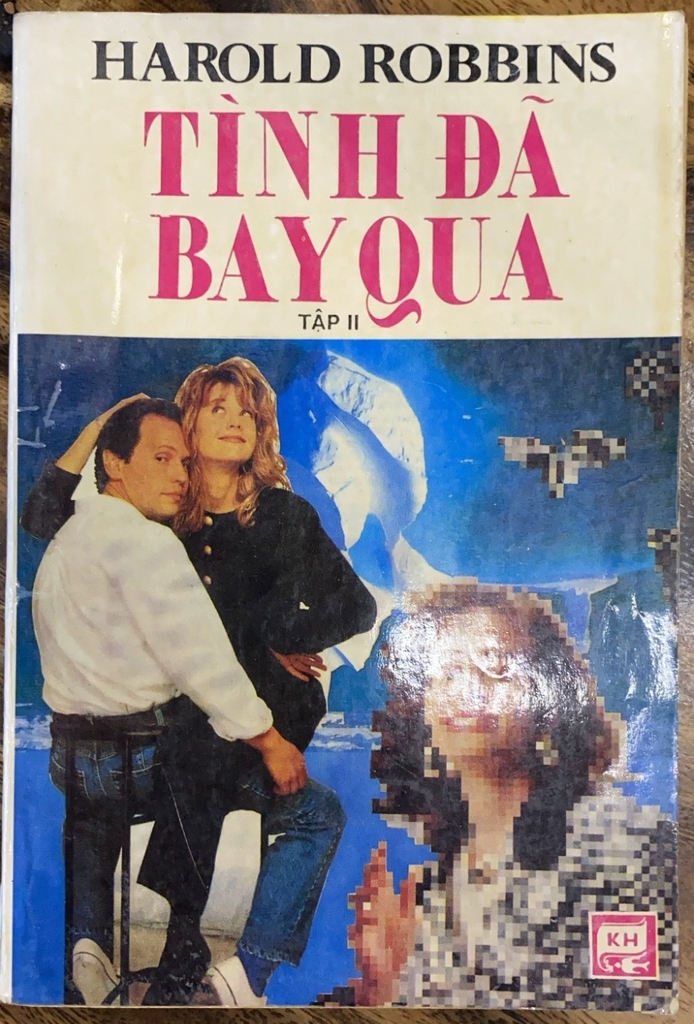 HAROLD ROBBINS
TÌNH ĐÃ
BAY QUA
TẬP II
KH